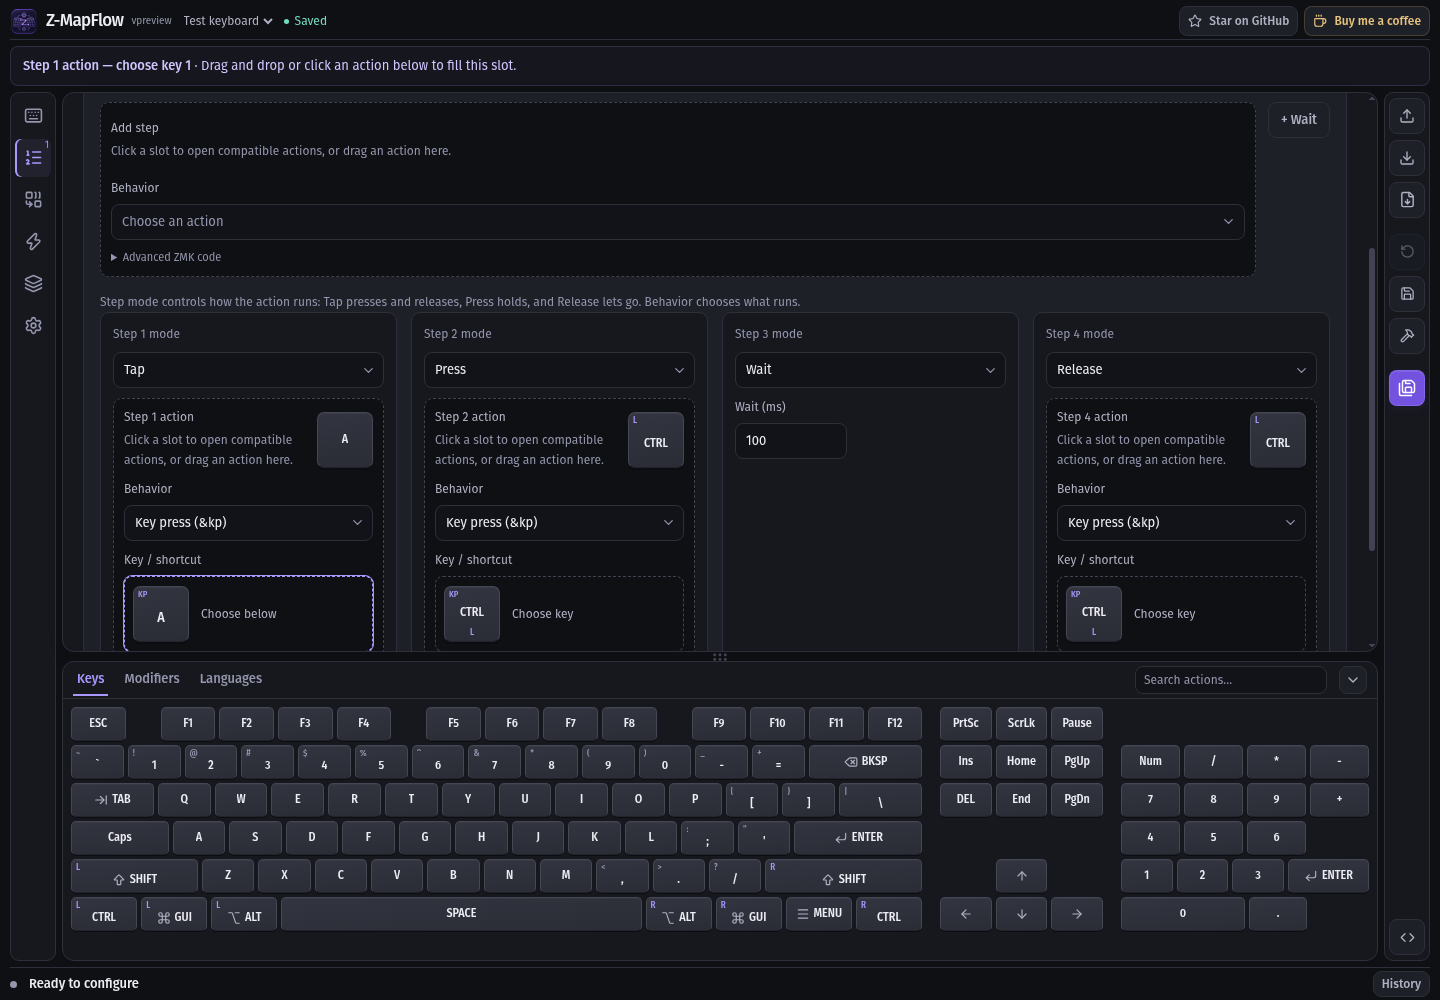 Z-MapFlow vpreview Test keyboard Saved Star on GitHub Buy me a coffee
Step 1 action — choose key 1 · Drag and drop or click an action below to fill this slot.
1
Add step
Click a slot to open compatible actions, or drag an action here.
+ Wait
Behavior
Choose an action
Advanced ZMK code
Step mode controls how the action runs: Tap presses and releases, Press holds, and Release lets go. Behavior chooses what runs.
Step 1 mode
Tap
Step 1 action
Click a slot to open compatible
actions, or drag an action here.
A
Behavior
Key press (&kp)
Key / shortcut
KP
A
Choose below
Step 2 mode
Press
Step 2 action
Click a slot to open compatible
actions, or drag an action here.
L
CTRL
Behavior
Key press (&kp)
Key / shortcut
KP
CTRL
L
Choose key
Step 3 mode
Wait
Wait (ms)
100
Step 4 mode
Release
Step 4 action
Click a slot to open compatible
actions, or drag an action here.
L
CTRL
Behavior
Key press (&kp)
Key / shortcut
KP
CTRL
L
Choose key
Keys Modifiers Languages Search actions...
ESC F1 F2 F3 F4 F5 F6 F7 F8 F9 F10 F11 F12 PrtSc ScrLk Pause
~ ` ! 1 @ 2 # 3 $ 4 % 5 ^ 6 & 7 * 8 ( 9 ) 0 _ - + = BKSP Ins Home PgUp Num / * -
TAB Q W E R T Y U I O P { [ } ] | \ DEL End PgDn 7 8 9 +
Caps A S D F G H J K L : ; " ' ENTER 4 5 6
L SHIFT Z X C V B N M < , > . ? / R SHIFT ↑ 1 2 3 ENTER
L CTRL L GUI L ALT SPACE R ALT R GUI MENU R CTRL ← ↓ → 0 .
Ready to configure History